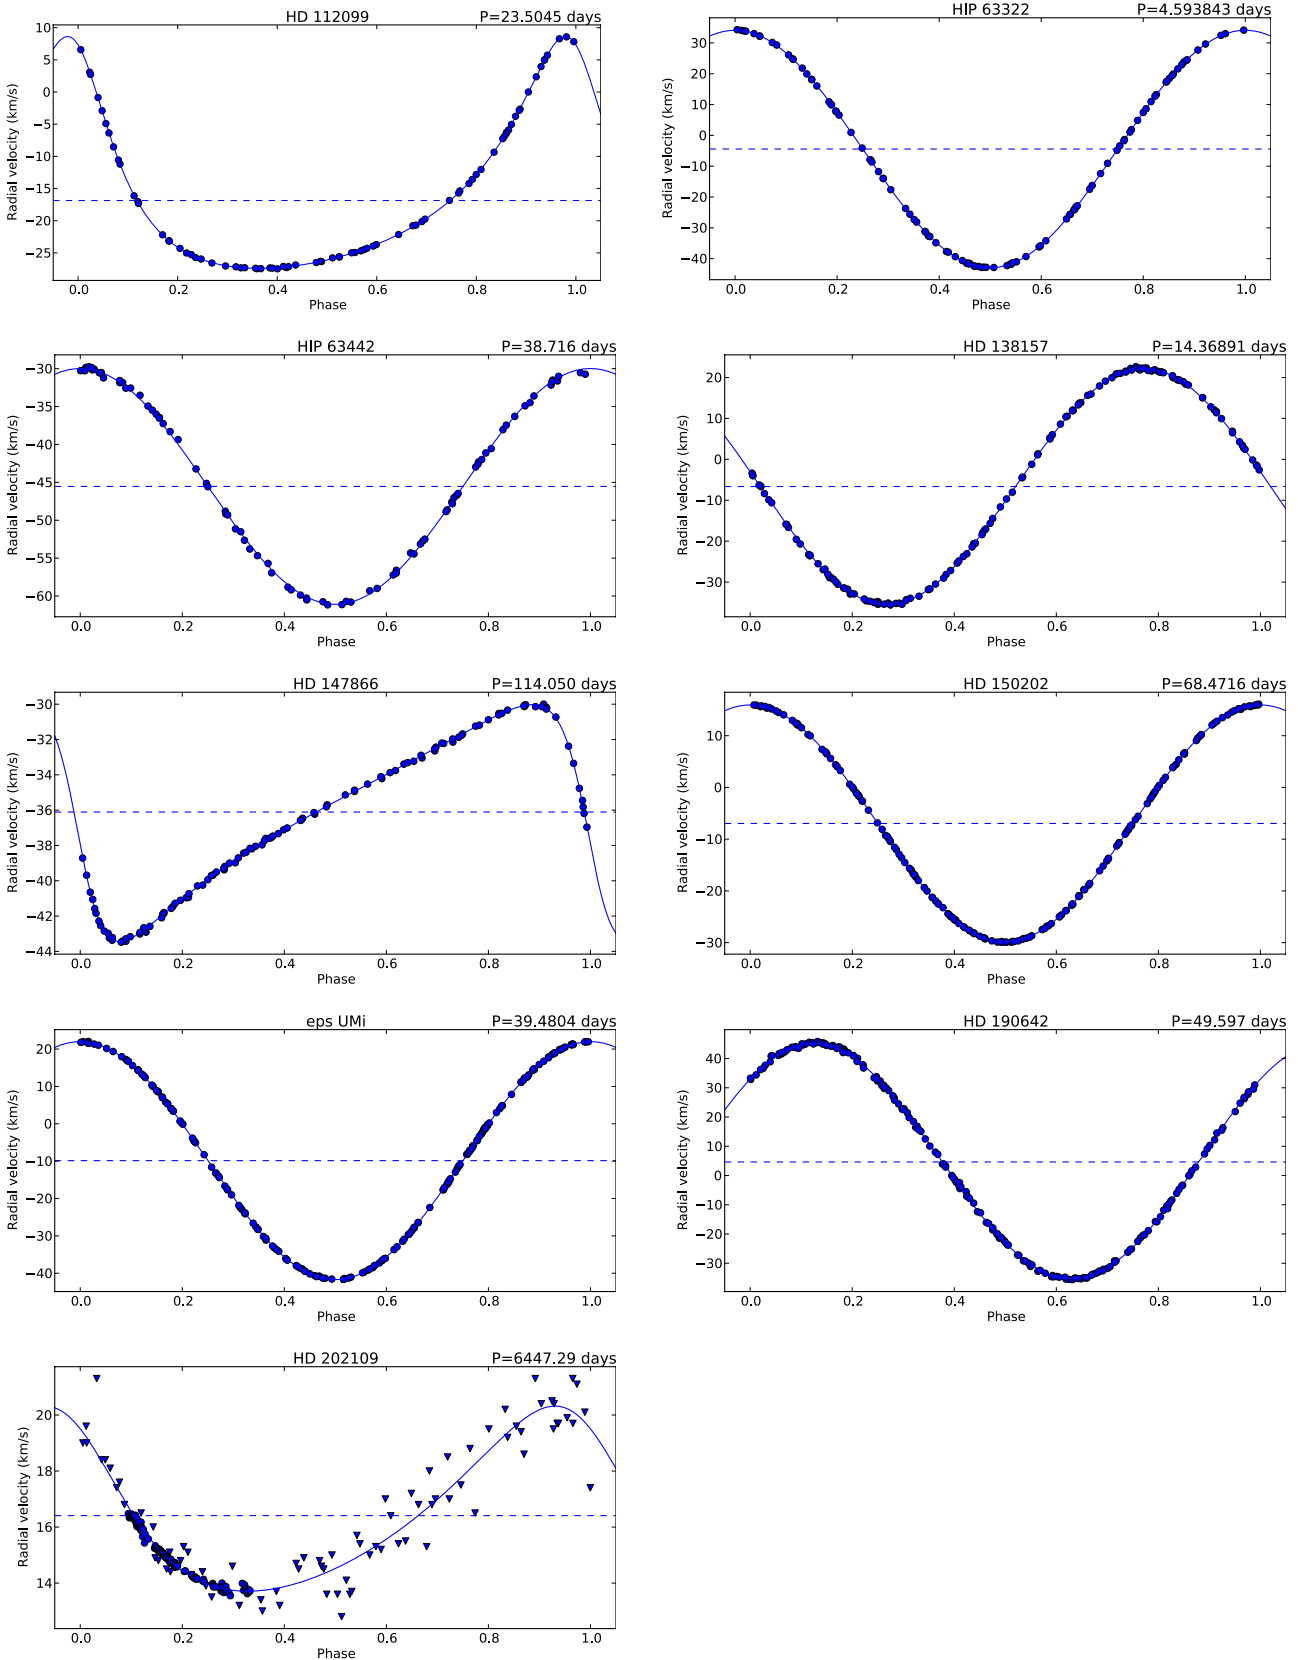 HD 112099 P=23.5045 days
10
5
0
−5
−10
−15
−20
−25
Radial velocity (km/s)
0.0 0.2 0.4 0.6 0.8 1.0
Phase
HIP 63322 P=4.593843 days
30
20
10
0
−10
−20
−30
−40
Radial velocity (km/s)
0.0 0.2 0.4 0.6 0.8 1.0
Phase
HIP 63442 P=38.716 days
−30
−35
−40
−45
−50
−55
−60
Radial velocity (km/s)
0.0 0.2 0.4 0.6 0.8 1.0
Phase
HD 138157 P=14.36891 days
20
10
0
−10
−20
−30
Radial velocity (km/s)
0.0 0.2 0.4 0.6 0.8 1.0
Phase
HD 147866 P=114.050 days
−30
−32
−34
−36
−38
−40
−42
−44
Radial velocity (km/s)
0.0 0.2 0.4 0.6 0.8 1.0
Phase
HD 150202 P=68.4716 days
10
0
−10
−20
−30
Radial velocity (km/s)
0.0 0.2 0.4 0.6 0.8 1.0
Phase
eps UMi P=39.4804 days
20
10
0
−10
−20
−30
−40
Radial velocity (km/s)
0.0 0.2 0.4 0.6 0.8 1.0
Phase
HD 190642 P=49.597 days
40
30
20
10
0
−10
−20
−30
Radial velocity (km/s)
0.0 0.2 0.4 0.6 0.8 1.0
Phase
HD 202109 P=6447.29 days
20
18
16
14
Radial velocity (km/s)
0.0 0.2 0.4 0.6 0.8 1.0
Phase